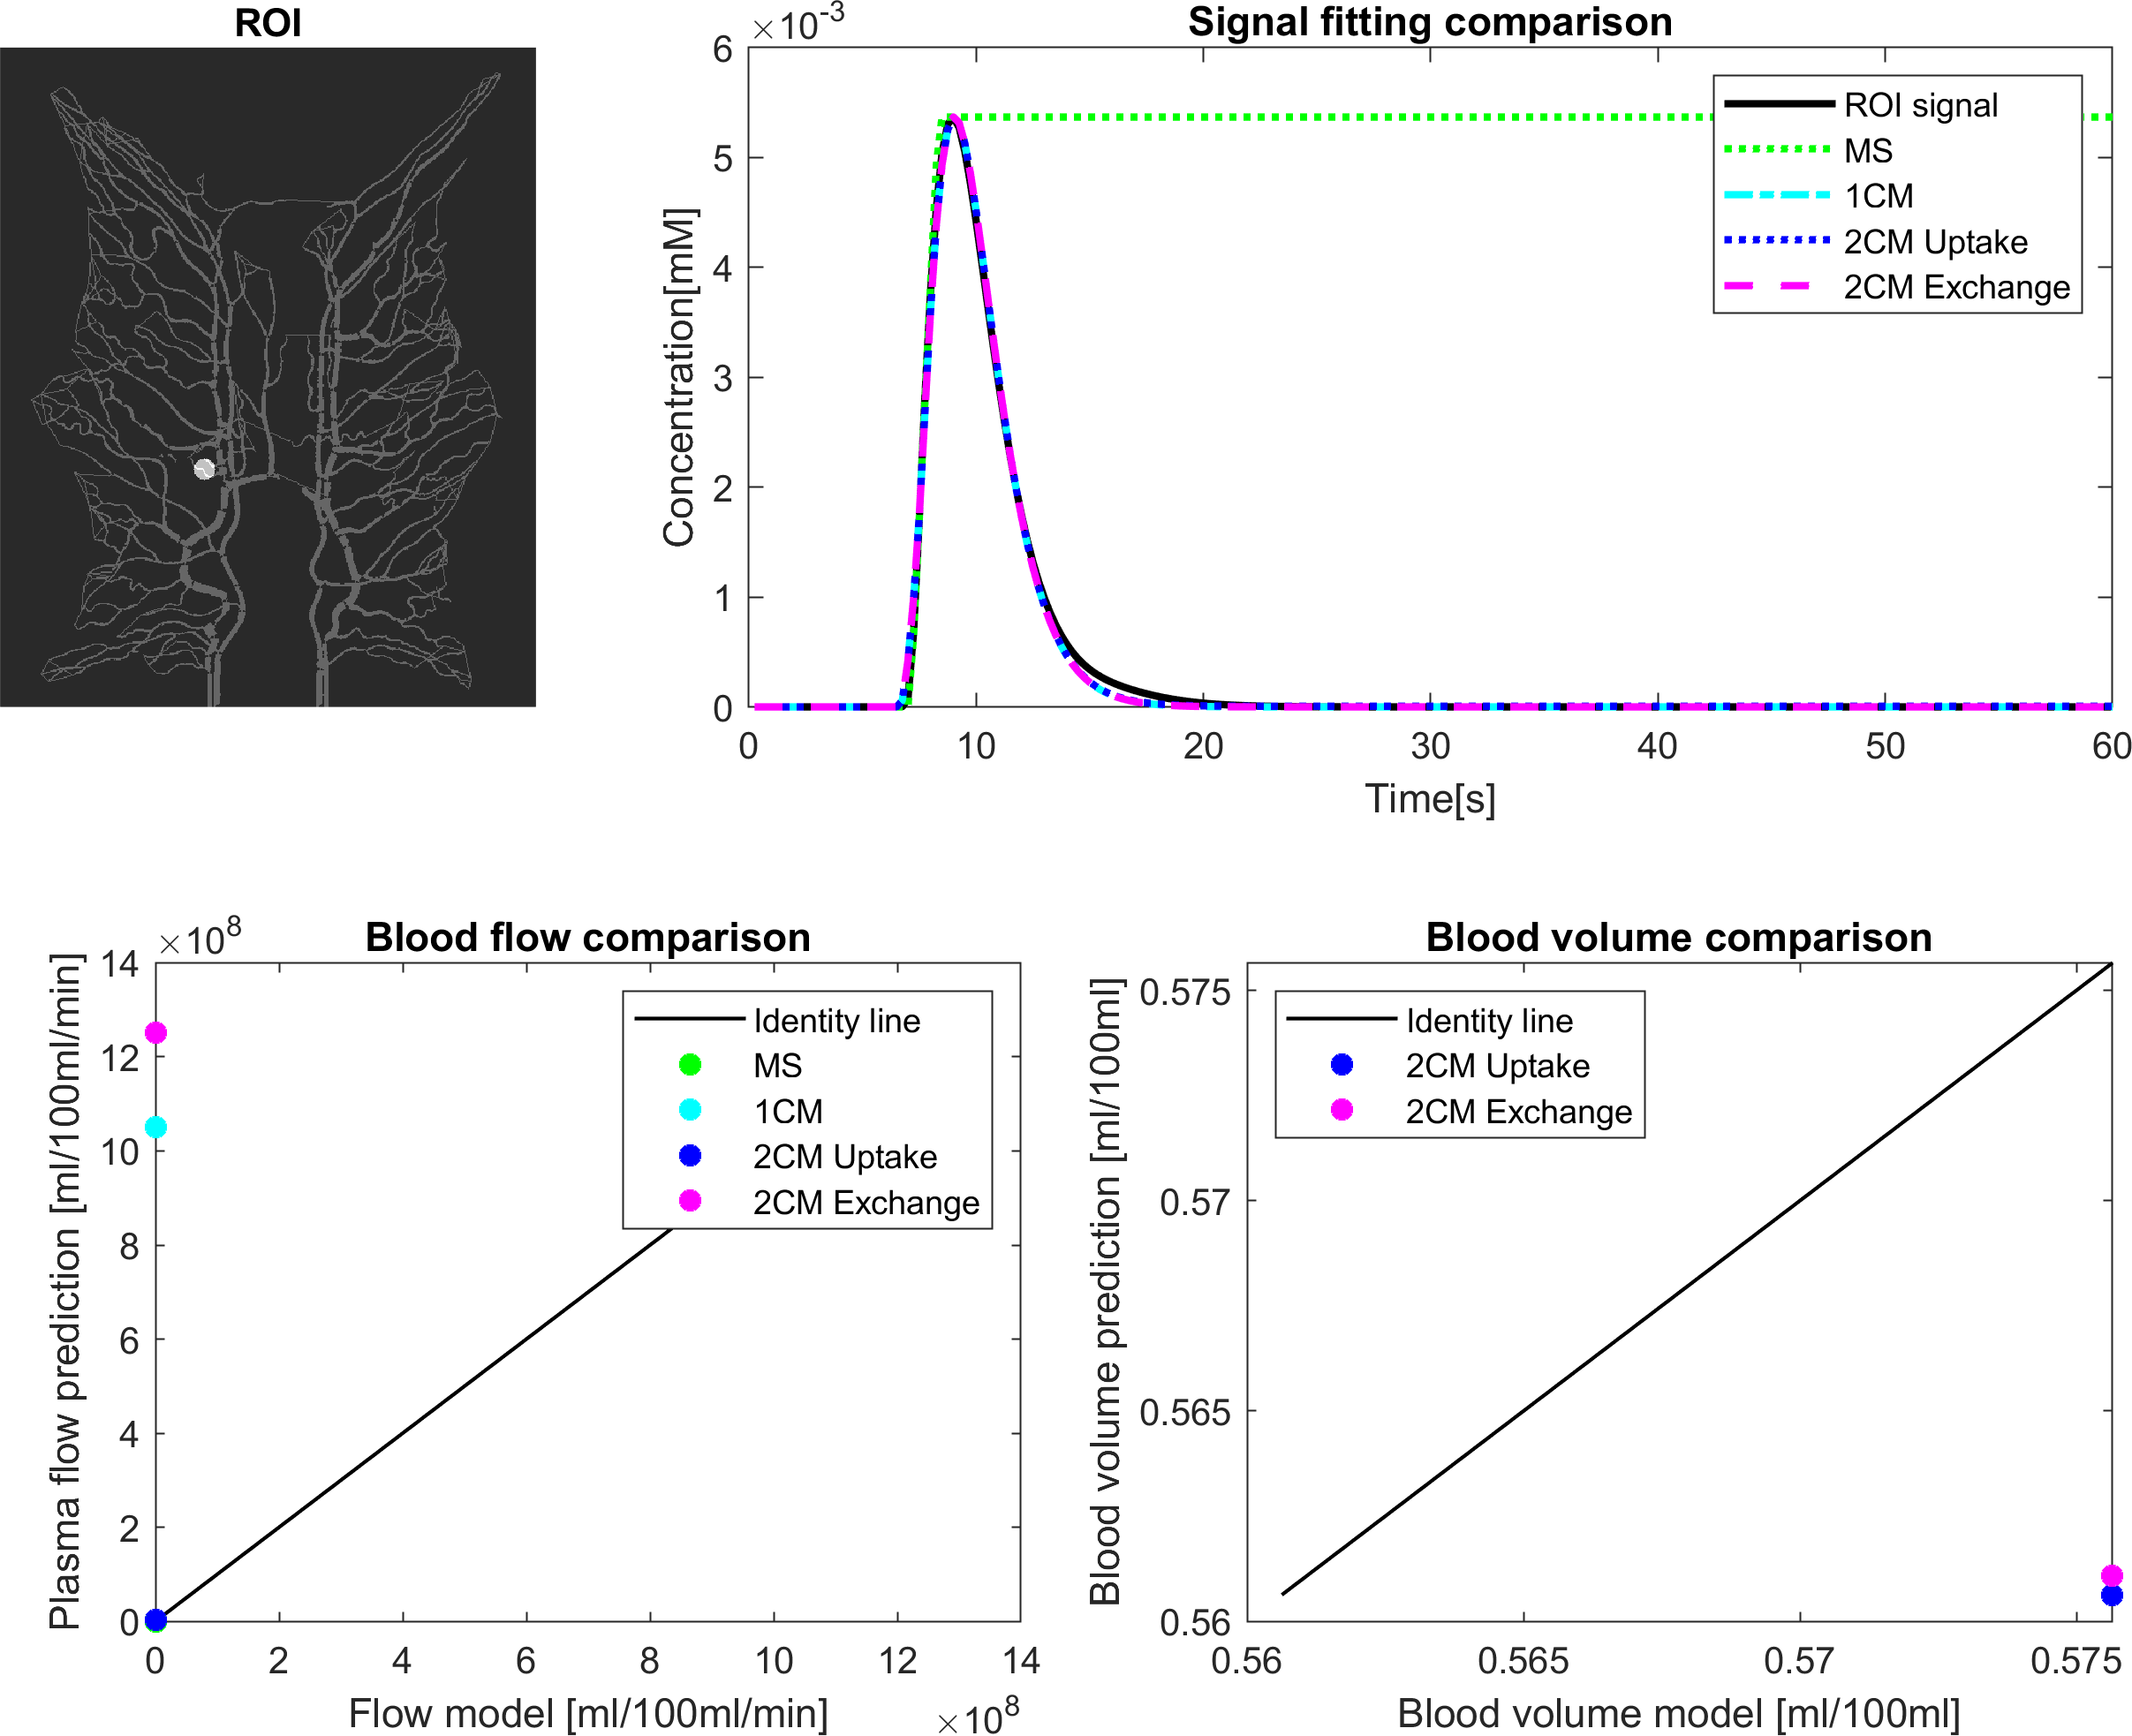 ROI
Signal fitting comparison
×10-3
6
5
4
3
2
1
0
Concentration[mM]
0 10 20 30 40 50 60
Time[s]
ROI signal
MS
1CM
2CM Uptake
2CM Exchange
Blood flow comparison
×108
14
12
10
8
6
4
2
0
Plasma flow prediction [ml/100ml/min]
0 2 4 6 8 10 12 14
Flow model [ml/100ml/min]
×108
Identity line
MS
1CM
2CM Uptake
2CM Exchange
Blood volume comparison
0.575
0.57
0.565
0.56
Blood volume prediction [ml/100ml]
0.56 0.565 0.57 0.575
Blood volume model [ml/100ml]
Identity line
2CM Uptake
2CM Exchange